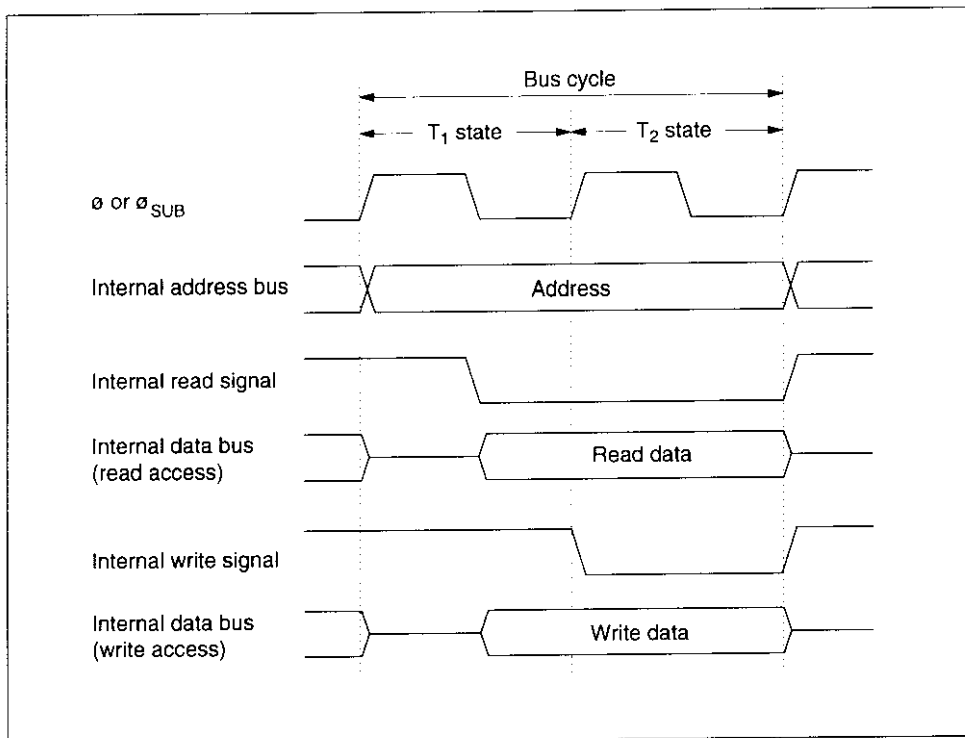 Bus cycle
T₁ state
T₂ state
ø or ø_SUB
Internal address bus
Address
Internal read signal
Internal data bus
(read access)
Read data
Internal write signal
Internal data bus
(write access)
Write data